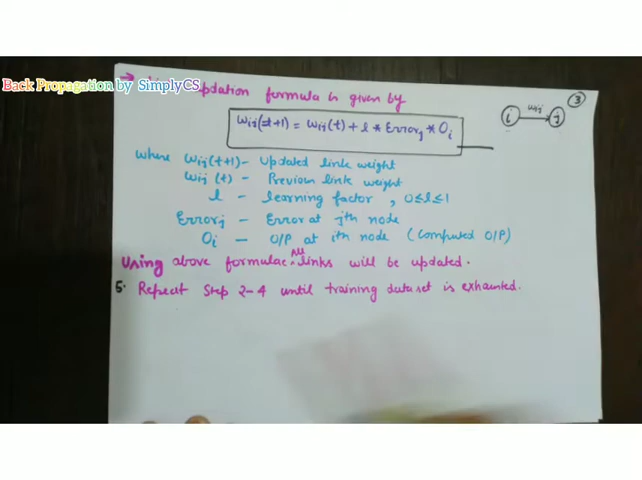 Back Propagation by SimplyCS
→ updation formula is given by
3
Wij(t+1) = Wij(t) + l * Errorj * Oi
i Wij j
where Wij(t+1) - Updated link weight
Wij (t) - Previous link weight
l - learning factor, 0≤l≤1
Errorj - Error at jth node
Oi - O/P at ith node (Computed O/P)
Using above formulae all links will be updated.
5. Repeat Step 2-4 until training dataset is exhausted.